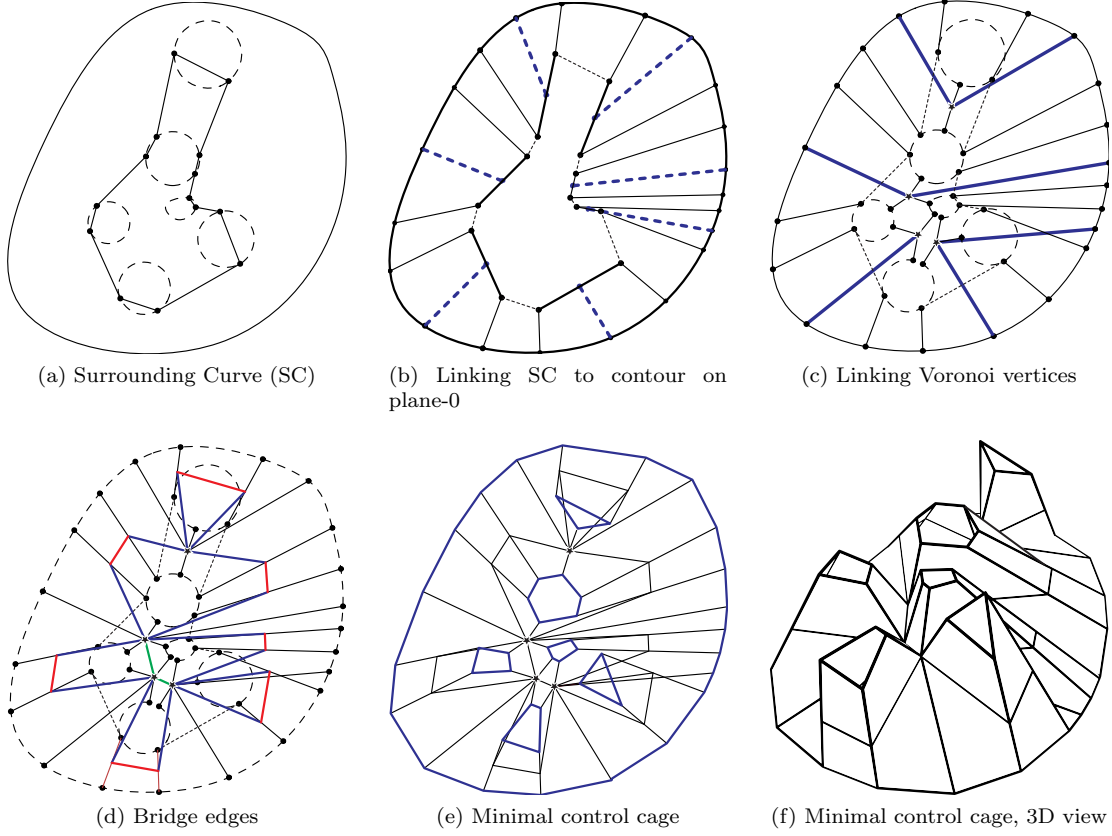 (a) Surrounding Curve (SC)
(b) Linking SC to contour on
plane-0
(c) Linking Voronoi vertices
(d) Bridge edges
(e) Minimal control cage
(f) Minimal control cage, 3D view